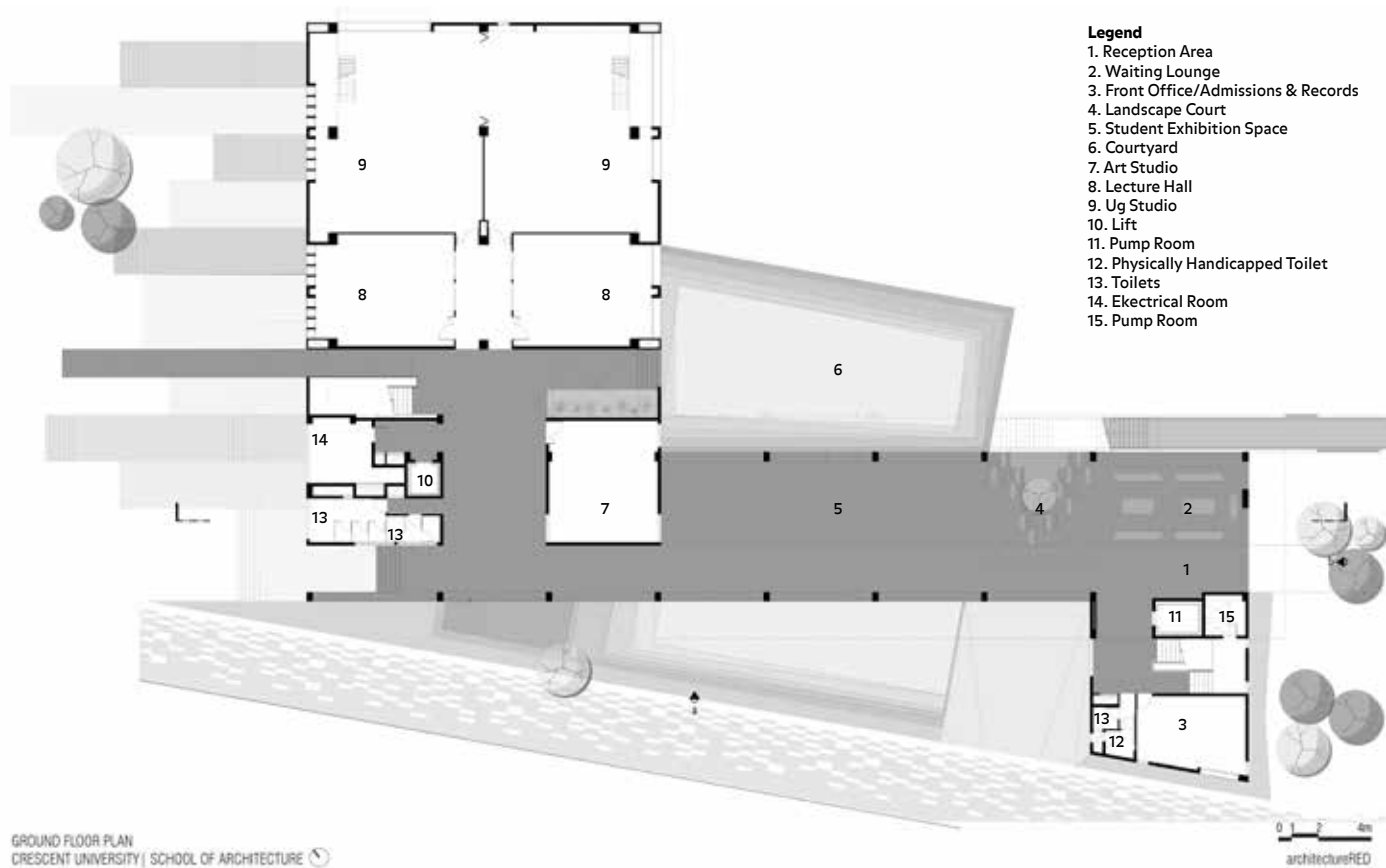 Legend
1. Reception Area
2. Waiting Lounge
3. Front Office/Admissions & Records
4. Landscape Court
5. Student Exhibition Space
6. Courtyard
7. Art Studio
8. Lecture Hall
9. Ug Studio
10. Lift
11. Pump Room
12. Physically Handicapped Toilet
13. Toilets
14. Ekectrical Room
15. Pump Room
9 9
8 8
6
14
10
7 5 4 2
13
13
1
11 15
13
12
3
0 1 2 4m
GROUND FLOOR PLAN
CRESCENT UNIVERSITY | SCHOOL OF ARCHITECTURE
architectureRED